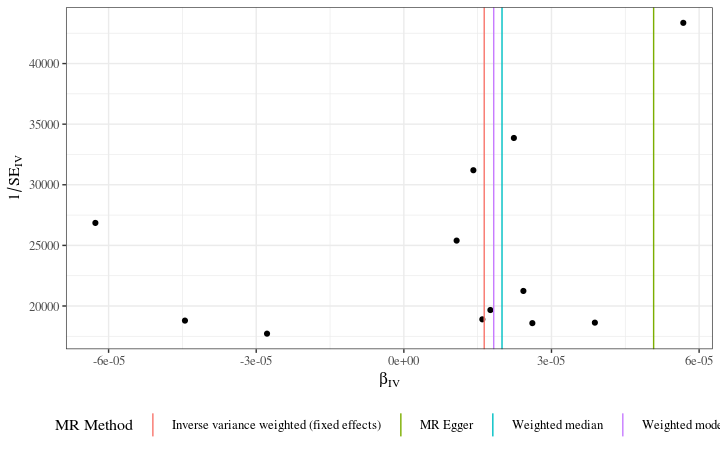 40000
35000
30000
25000
20000
1/SE_IV
-6e-05 -3e-05 0e+00 3e-05 6e-05
β_IV
MR Method Inverse variance weighted (fixed effects) MR Egger Weighted median Weighted mode